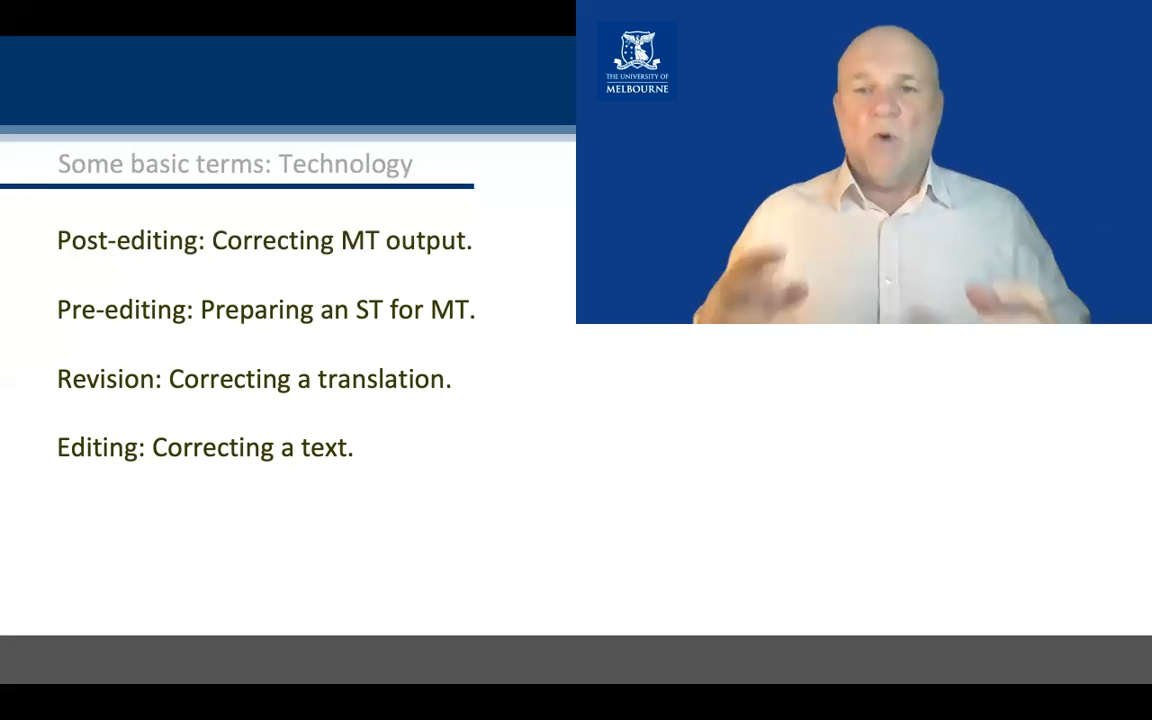 THE UNIVERSITY OF
MELBOURNE
Some basic terms: Technology
Post-editing: Correcting MT output.
Pre-editing: Preparing an ST for MT.
Revision: Correcting a translation.
Editing: Correcting a text.